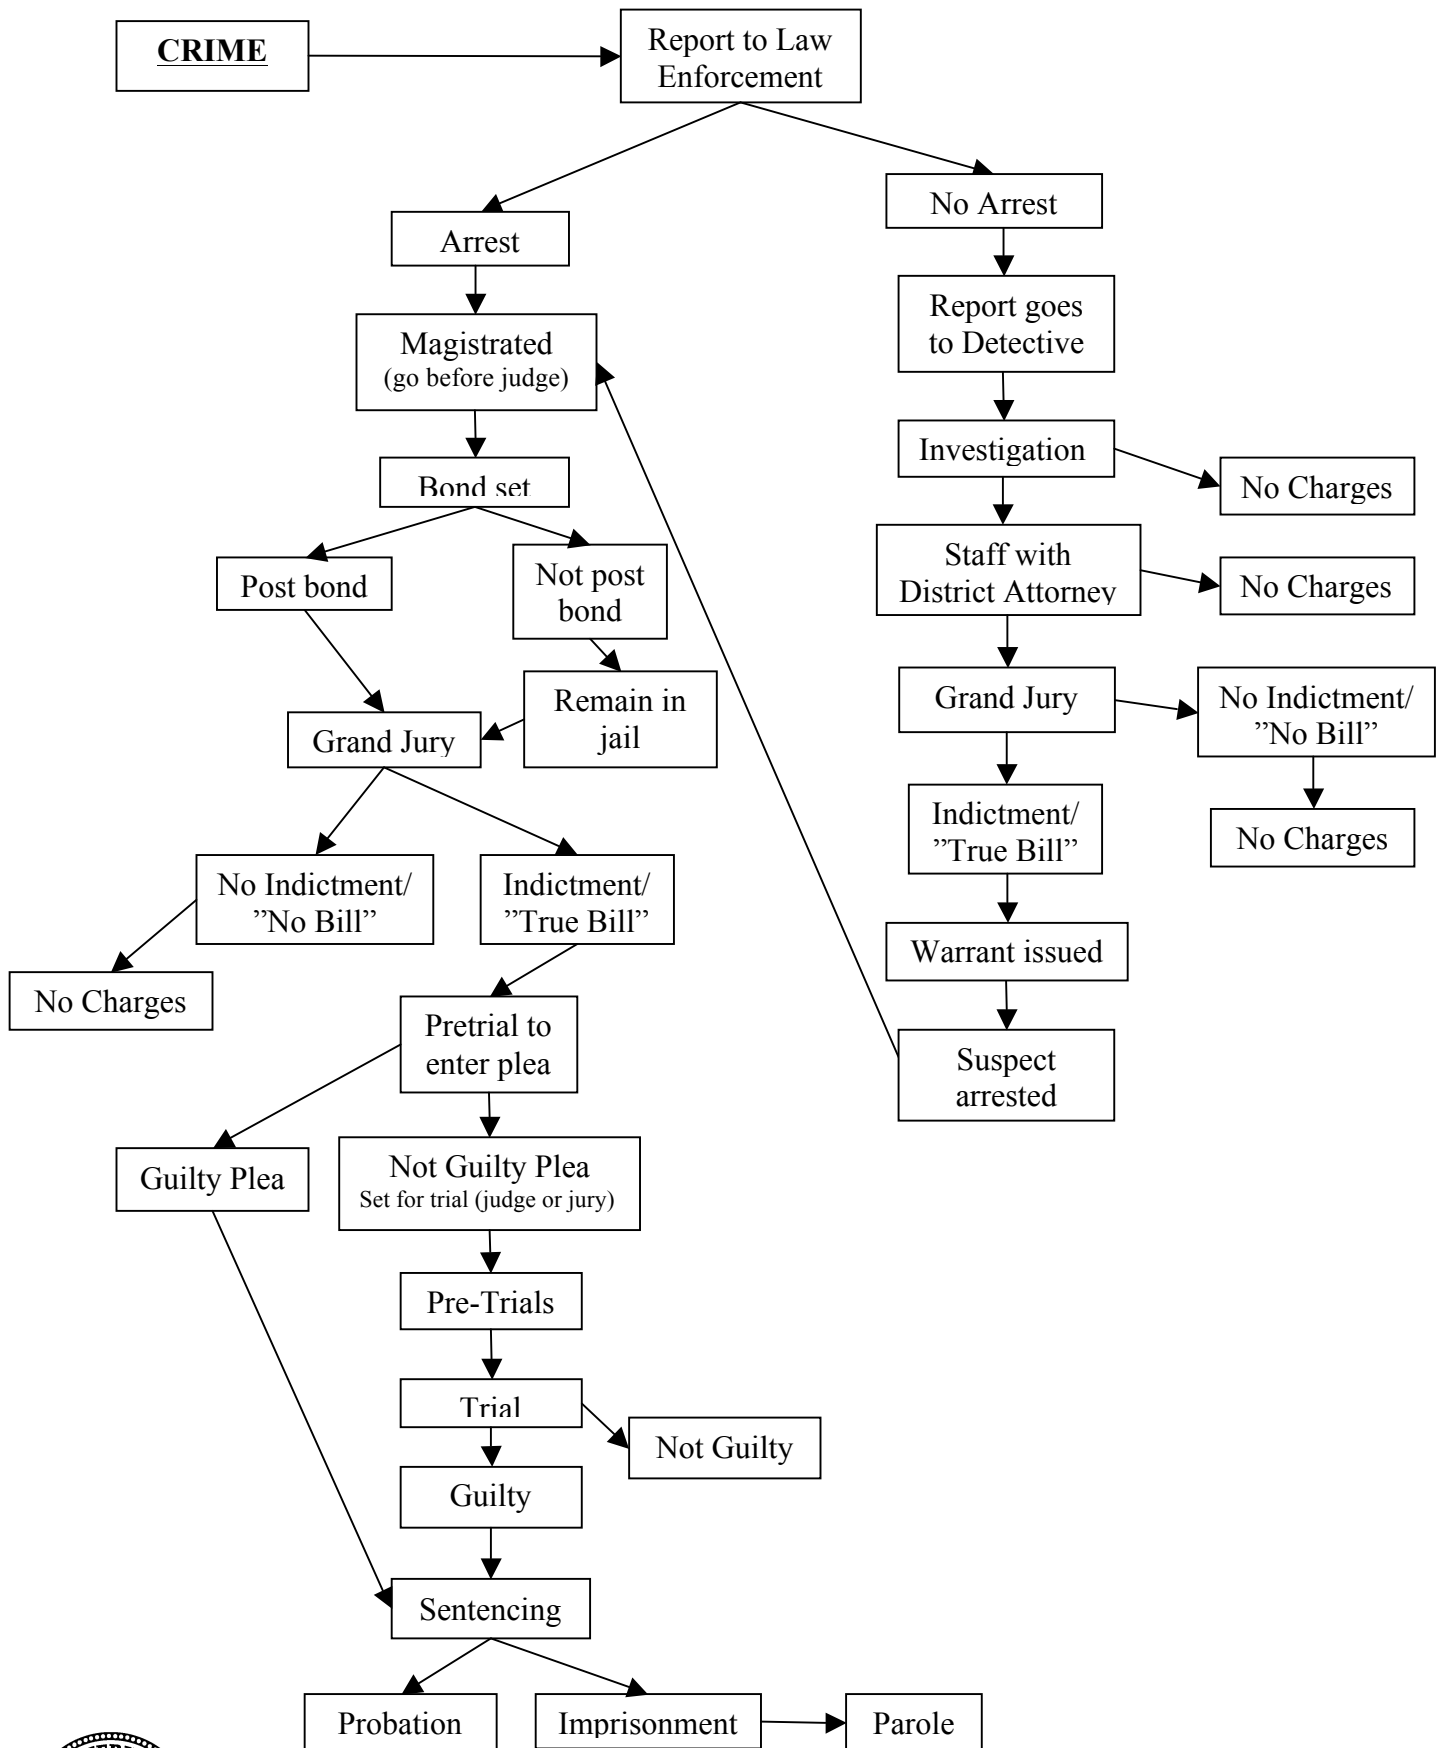 CRIME
Report to Law
Enforcement
No Arrest
Arrest
Report goes
to Detective
Magistrated
(go before judge)
Investigation
No Charges
Bond set
Staff with
District Attorney
No Charges
Post bond
Not post
bond
Remain in
jail
Grand Jury
No Indictment/
”No Bill”
Grand Jury
Indictment/
”True Bill”
No Charges
No Indictment/
”No Bill”
Indictment/
”True Bill”
Warrant issued
No Charges
Pretrial to
enter plea
Suspect
arrested
Guilty Plea
Not Guilty Plea
Set for trial (judge or jury)
Pre-Trials
Trial
Not Guilty
Guilty
Sentencing
Probation
Imprisonment
Parole